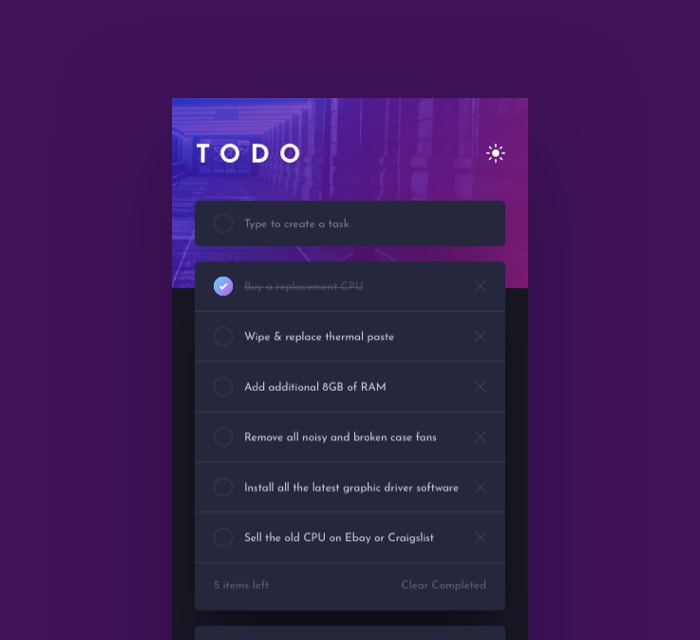 TODO
Type to create a task
Buy a replacement CPU
Wipe & replace thermal paste
Add additional 8GB of RAM
Remove all noisy and broken case fans
Install all the latest graphic driver software
Sell the old CPU on Ebay or Craigslist
5 items left Clear Completed